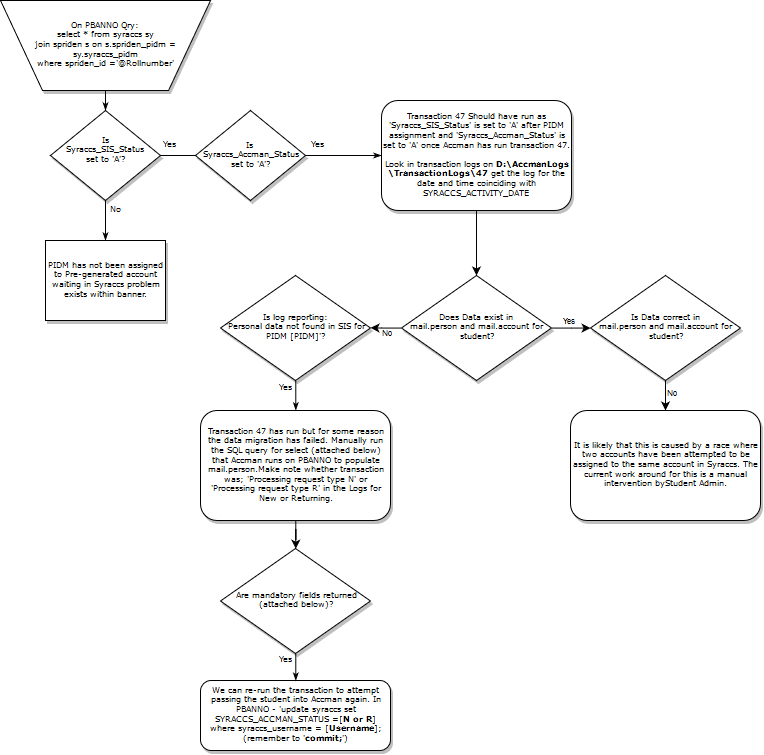 On PBANNO Qry:
select * from syraccs sy
join spriden s on s.spriden_pidm =
sy.syraccs_pidm
where spriden_id ='@Rollnumber'
Is
Syraccs_SIS_Status
set to 'A'?
Yes
Is
Syraccs_Accman_Status
set to 'A'?
Yes
Transaction 47 Should have run as
'Syraccs_SIS_Status' is set to 'A' after PIDM
assignment and 'Syraccs_Accman_Status' is
set to 'A' once Accman has run transaction 47.
Look in transaction logs on D:\AccmanLogs
\TransactionLogs\47 get the log for the
date and time coinciding with
SYRACCS_ACTIVITY_DATE
No
PIDM has not been assigned
to Pre-generated account
waiting in Syraccs problem
exists within banner.
Is log reporting:
'Personal data not found in SIS for
PIDM [PIDM]'?
No
Does Data exist in
mail.person and mail.account for
student?
Yes
Is Data correct in
mail.person and mail.account for
student?
Yes
No
Transaction 47 has run but for some reason
the data migration has failed. Manually run
the SQL query for select (attached below)
that Accman runs on PBANNO to populate
mail.person.Make note whether transaction
was; 'Processing request type N' or
'Processing request type R' in the Logs for
New or Returning.
It is likely that this is caused by a race where
two accounts have been attempted to be
assigned to the same account in Syraccs. The
current work around for this is a manual
intervention byStudent Admin.
Are mandatory fields returned
(attached below)?
Yes
We can re-run the transaction to attempt
passing the student into Accman again. In
PBANNO - 'update syraccs set
SYRACCS_ACCMAN_STATUS =[N or R]
where syraccs_username = [Username];
(remember to 'commit;')